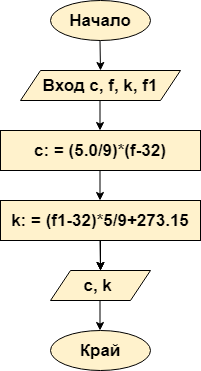 Начало
Вход c, f, k, f1
c: = (5.0/9)*(f-32)
k: = (f1-32)*5/9+273.15
c, k
Край